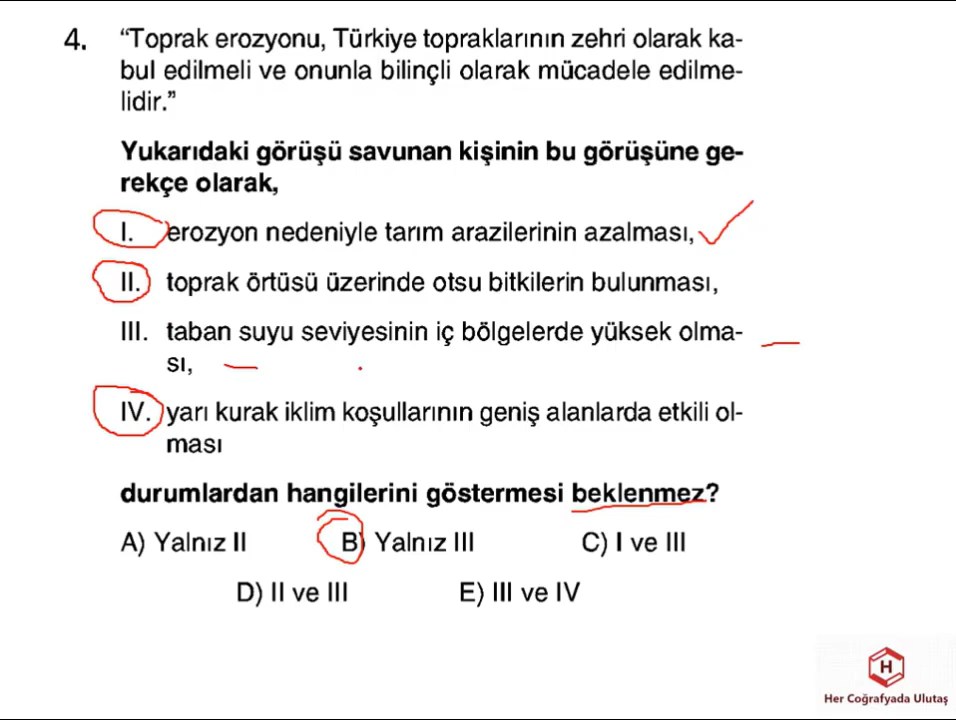 4. “Toprak erozyonu, Türkiye topraklarının zehri olarak ka-
bul edilmeli ve onunla bilinçli olarak mücadele edilme-
lidir.”
Yukarıdaki görüşü savunan kişinin bu görüşüne ge-
rekçe olarak,
I. erozyon nedeniyle tarım arazilerinin azalması,
II. toprak örtüsü üzerinde otsu bitkilerin bulunması,
III. taban suyu seviyesinin iç bölgelerde yüksek olma-
sı,
IV. yarı kurak iklim koşullarının geniş alanlarda etkili ol-
ması
durumlardan hangilerini göstermesi beklenmez?
A) Yalnız II B) Yalnız III C) I ve III
D) II ve III E) III ve IV
H
Her Coğrafyada Ulutaş